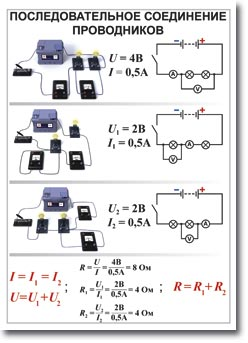 ПОСЛЕДОВАТЕЛЬНОЕ СОЕДИНЕНИЕ
ПРОВОДНИКОВ
U = 4В
I = 0,5А
− +
A
V
U₁ = 2В
I₁ = 0,5А
− +
A
V
U₂ = 2В
I₂ = 0,5А
− +
A
V
I = I₁ = I₂ ;
U=U₁+U₂
R = U/I = 4В/0,5А = 8 Ом
R₁ = U₁/I₁ = 2В/0,5А = 4 Ом ;
R₂ = U₂/I₂ = 2В/0,5А = 4 Ом
R = R₁ + R₂